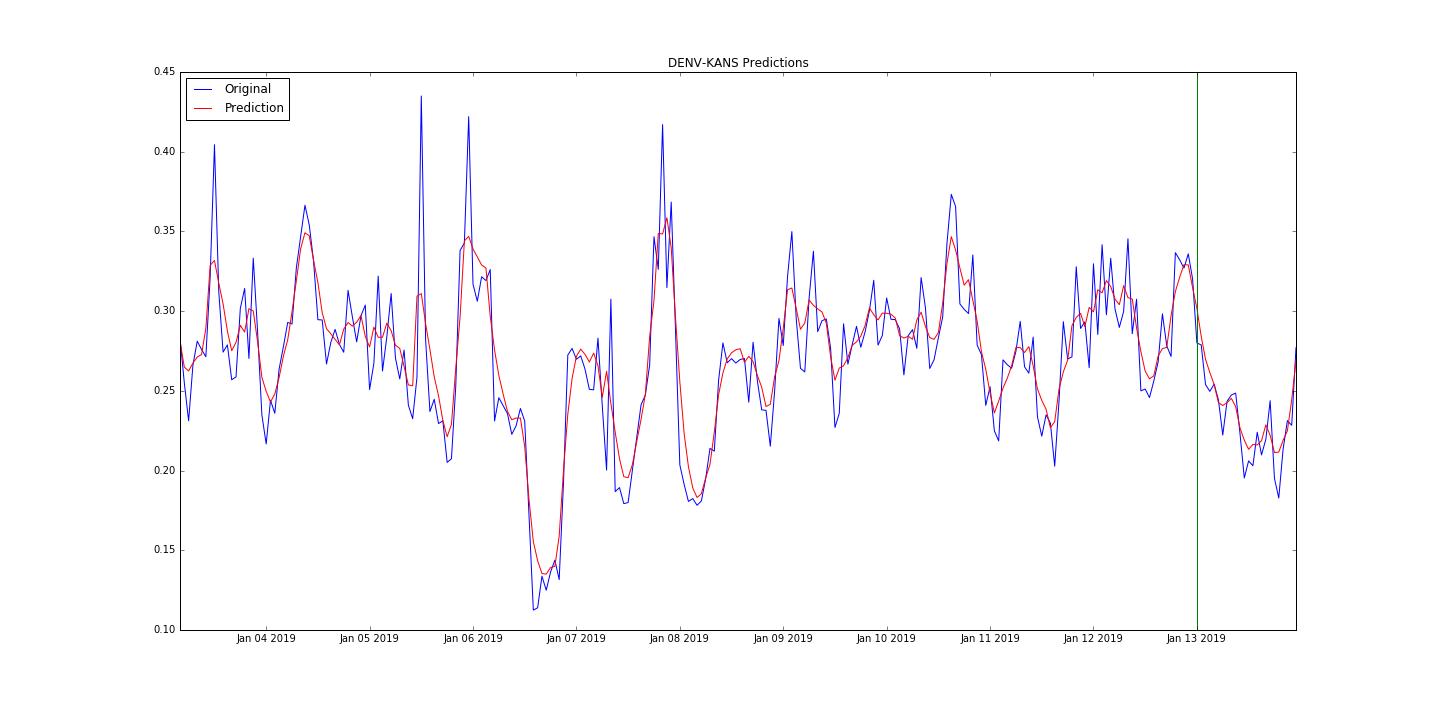 DENV-KANS Predictions
Original
Prediction
0.45
0.40
0.35
0.30
0.25
0.20
0.15
0.10
Jan 04 2019
Jan 05 2019
Jan 06 2019
Jan 07 2019
Jan 08 2019
Jan 09 2019
Jan 10 2019
Jan 11 2019
Jan 12 2019
Jan 13 2019